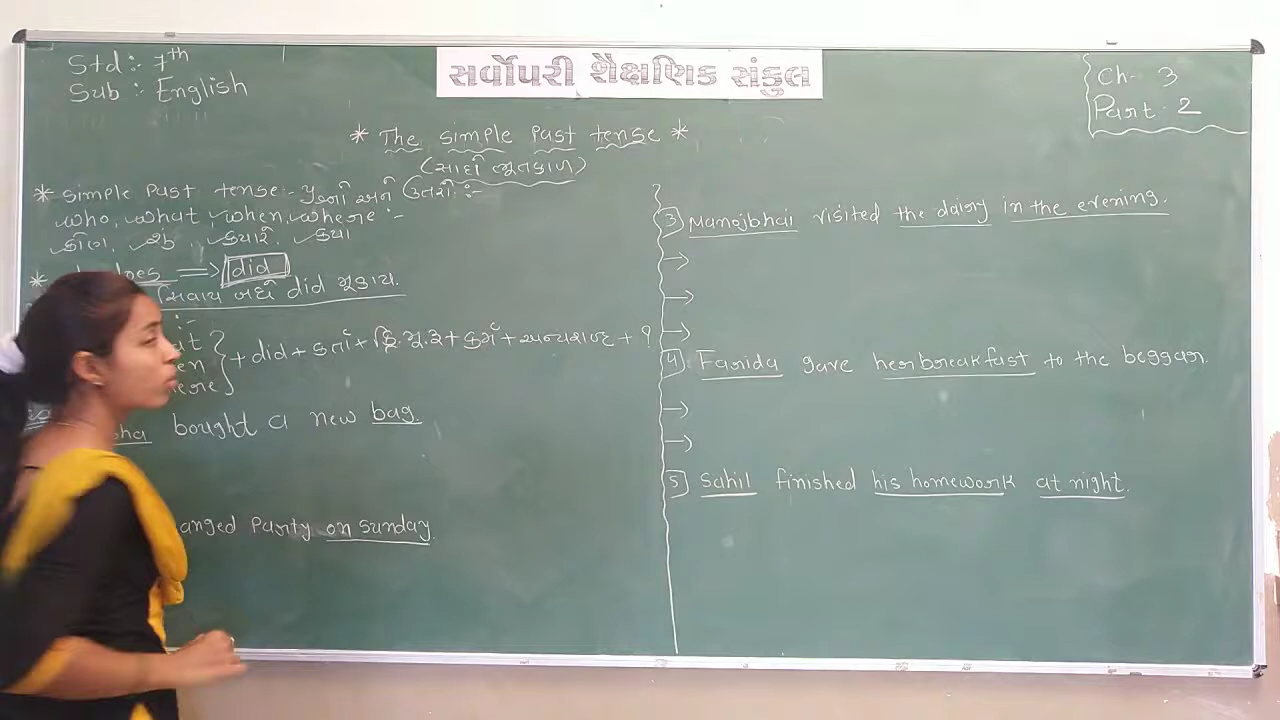 Std :- 7th
Sub :- English
સર્વોપરી શૈક્ષણિક સંકુલ
Ch- 3
Part- 2
* The simple Past tense *
(સાદો ભૂતકાળ)
* Simple Past tense :- પ્રશ્નો અને ઉત્તરો :-
who, what, when, where :-
કોણ, શું, ક્યારે, ક્યાં
* does => did
સિવાય બધે did મૂકાય.
+ did + કર્તા + ક્રિ.મૂ.રૂ + કર્મ + અન્યશબ્દ + ?
bought a new bag.
anged Party on sunday.
3 Manojbhai visited the dairy in the evening.
→
→
→
4 Farida gave her breakfast to the beggar.
→
→
5 Sahil finished his homework at night.